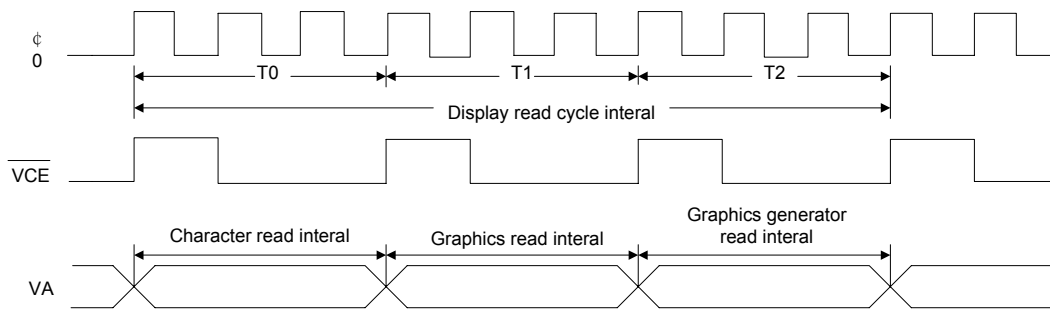 ¢
0
T0
T1
T2
Display read cycle interal
VCE
Graphics generator
read interal
Character read interal
Graphics read interal
VA